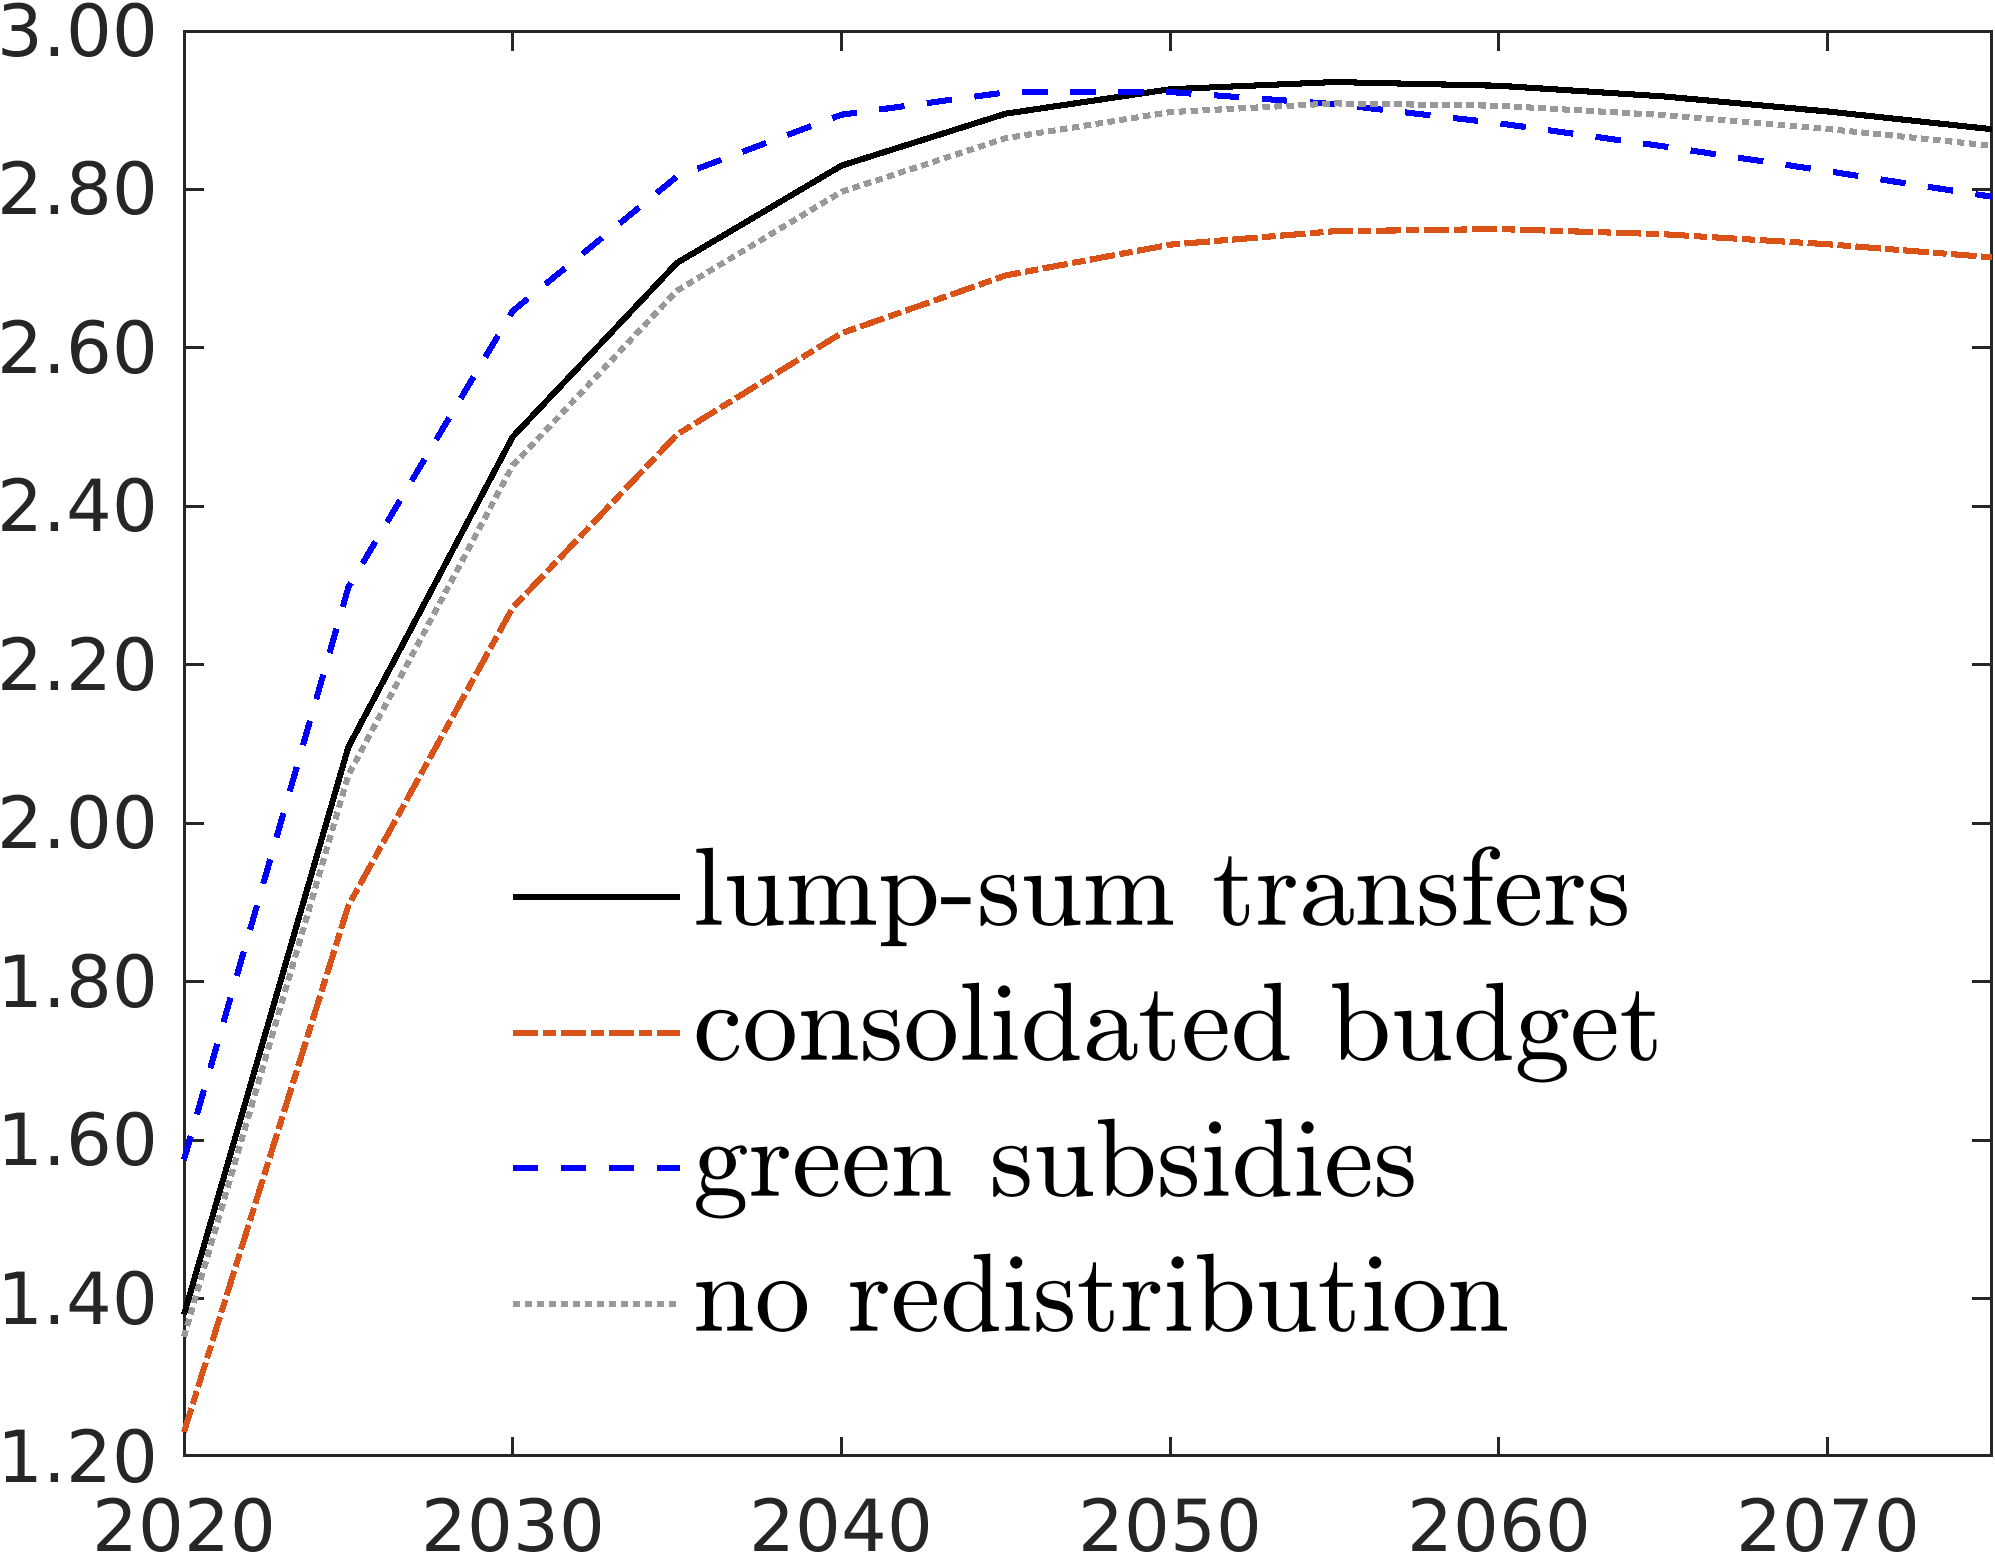 3.00
2.80
2.60
2.40
2.20
2.00
1.80
1.60
1.40
1.20
lump-sum transfers
consolidated budget
green subsidies
no redistribution
2020 2030 2040 2050 2060 2070